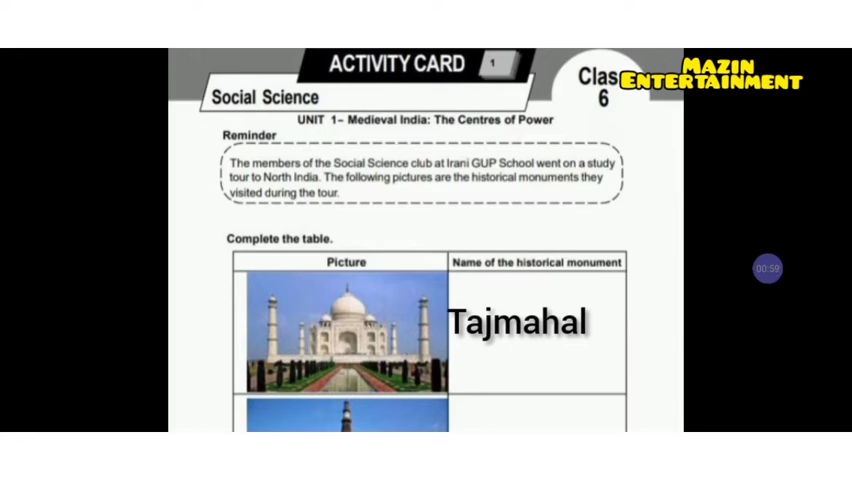 ACTIVITY CARD 1
Clas
6
MAZIN
ENTERTAINMENT
Social Science
UNIT 1– Medieval India: The Centres of Power
Reminder
The members of the Social Science club at Irani GUP School went on a study
tour to North India. The following pictures are the historical monuments they
visited during the tour.
Complete the table.
Picture Name of the historical monument
Tajmahal
00:59